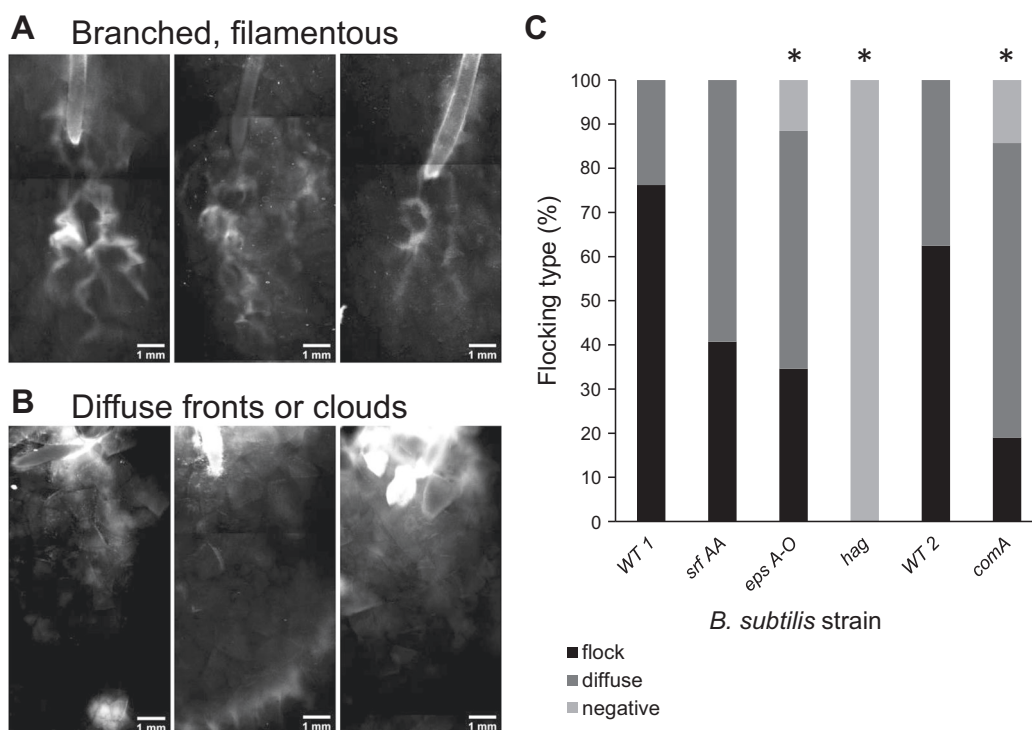 A Branched, filamentous
1 mm
1 mm
1 mm
B Diffuse fronts or clouds
1 mm
1 mm
1 mm
C
* * *
Flocking type (%)
100
90
80
70
60
50
40
30
20
10
0
WT 1
srf AA
eps A-O
hag
WT 2
comA
B. subtilis strain
flock
diffuse
negative